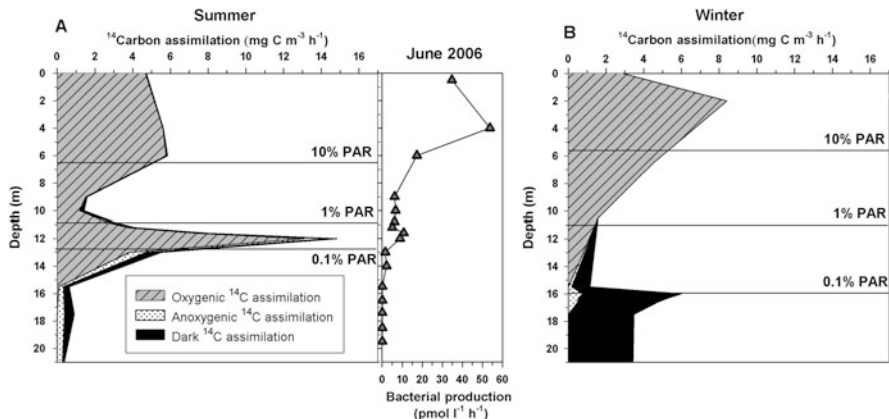 A
Summer
¹⁴Carbon assimilation (mg C m⁻³ h⁻¹)
0 2 4 6 8 10 12 14 16
0
2
4
6
8
10
12
14
16
18
20
Depth (m)
10% PAR
1% PAR
0.1% PAR
Oxygenic ¹⁴C assimilation
Anoxygenic ¹⁴C assimilation
Dark ¹⁴C assimilation
June 2006
0 10 20 30 40 50 60
Bacterial production
(pmol l⁻¹ h⁻¹)
B
Winter
¹⁴Carbon assimilation(mg C m⁻³ h⁻¹)
0 2 4 6 8 10 12 14 16
0
2
4
6
8
10
12
14
16
18
20
Depth (m)
10% PAR
1% PAR
0.1% PAR